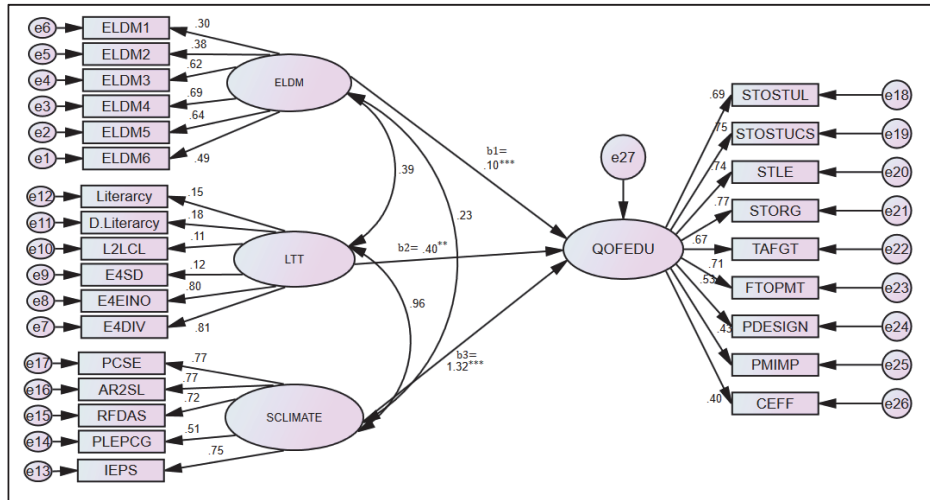 e6 ELDM1 .30
e5 ELDM2 .38
e4 ELDM3 .62
e3 ELDM4 .69
e2 ELDM5 .64
e1 ELDM6 .49
ELDM
e12 Literarcy .15
e11 D.Literarcy .18
e10 L2LCL .11
e9 E4SD .12
e8 E4EINO .80
e7 E4DIV .81
LTT
e17 PCSE .77
e16 AR2SL .77
e15 RFDAS .72
e14 PLEPCG .51
e13 IEPS .75
SCLIMATE
.39
.23
.96
b1=
.10***
b2= .40**
b3=
1.32***
e27
QOFEDU
.69 STOSTUL e18
.75 STOSTUCS e19
.74 STLE e20
.77 STORG e21
.67 TAFGT e22
.71 FTOPMT e23
.53 PDESIGN e24
.43 PMIMP e25
.40 CEFF e26